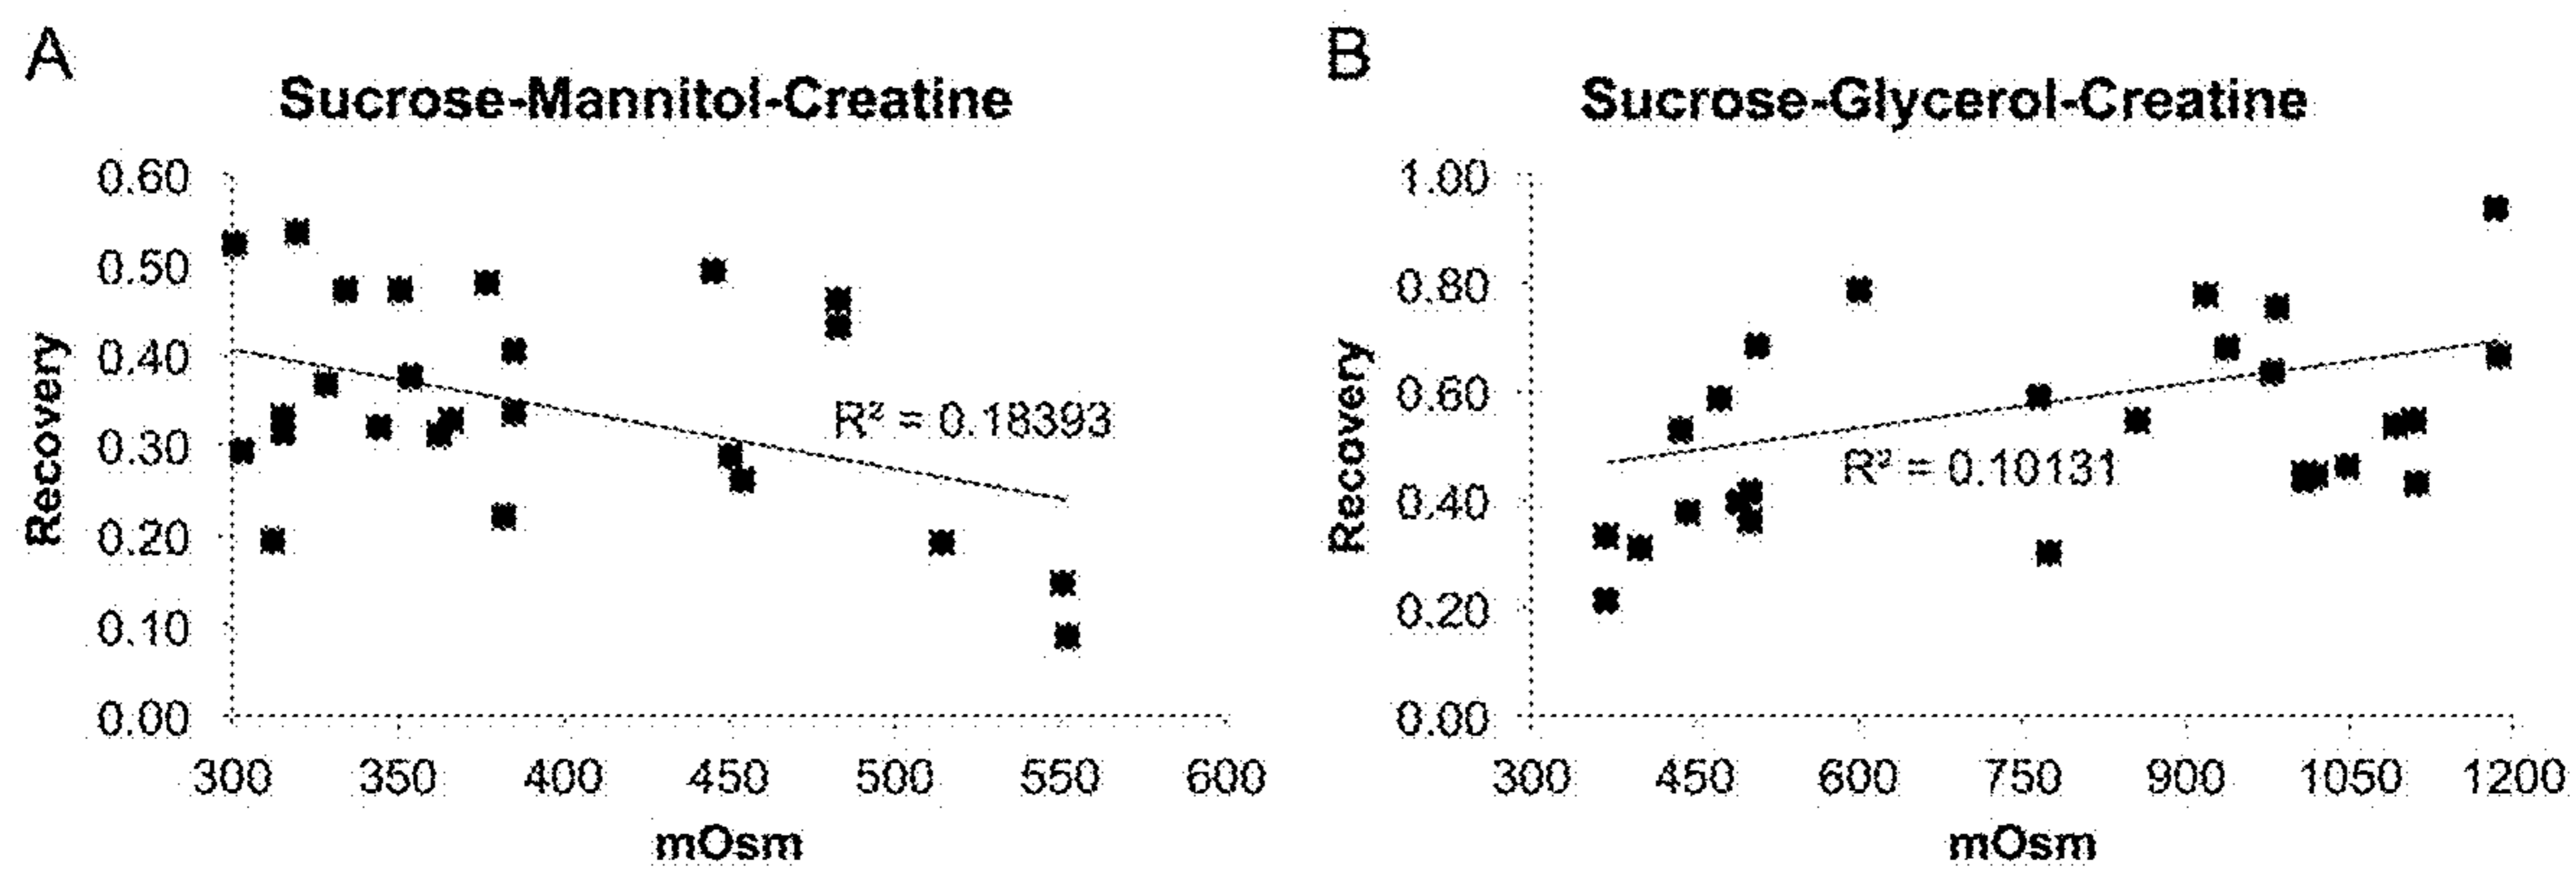 A
Sucrose-Mannitol-Creatine
0.60
0.50
0.40
0.30
0.20
0.10
0.00
Recovery
R² = 0.18393
300 350 400 450 500 550 600
mOsm
B
Sucrose-Glycerol-Creatine
1.00
0.80
0.60
0.40
0.20
0.00
Recovery
R² = 0.10131
300 450 600 750 900 1050 1200
mOsm